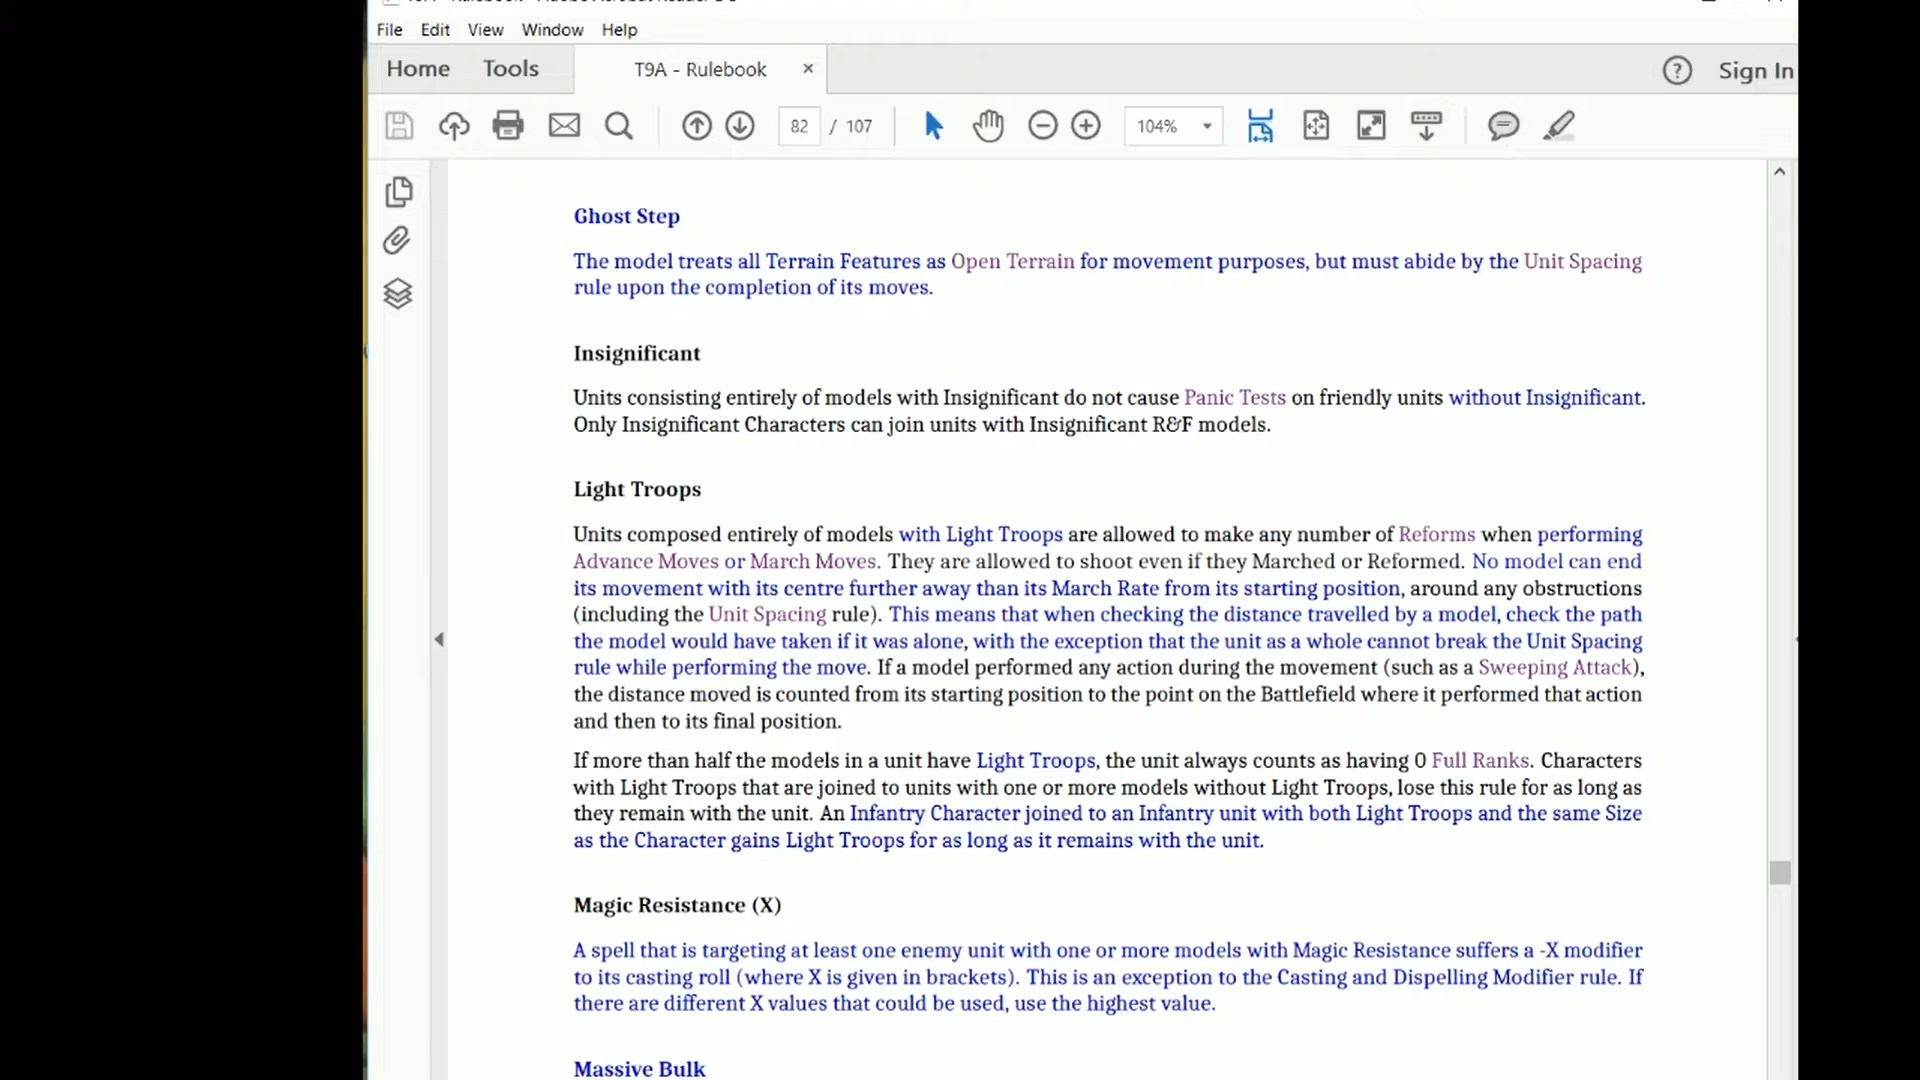 File Edit View Window Help
Home Tools T9A - Rulebook × ? Sign In
82 / 107 104%
Ghost Step
The model treats all Terrain Features as Open Terrain for movement purposes, but must abide by the Unit Spacing
rule upon the completion of its moves.
Insignificant
Units consisting entirely of models with Insignificant do not cause Panic Tests on friendly units without Insignificant.
Only Insignificant Characters can join units with Insignificant R&F models.
Light Troops
Units composed entirely of models with Light Troops are allowed to make any number of Reforms when performing
Advance Moves or March Moves. They are allowed to shoot even if they Marched or Reformed. No model can end
its movement with its centre further away than its March Rate from its starting position, around any obstructions
(including the Unit Spacing rule). This means that when checking the distance travelled by a model, check the path
the model would have taken if it was alone, with the exception that the unit as a whole cannot break the Unit Spacing
rule while performing the move. If a model performed any action during the movement (such as a Sweeping Attack),
the distance moved is counted from its starting position to the point on the Battlefield where it performed that action
and then to its final position.
If more than half the models in a unit have Light Troops, the unit always counts as having 0 Full Ranks. Characters
with Light Troops that are joined to units with one or more models without Light Troops, lose this rule for as long as
they remain with the unit. An Infantry Character joined to an Infantry unit with both Light Troops and the same Size
as the Character gains Light Troops for as long as it remains with the unit.
Magic Resistance (X)
A spell that is targeting at least one enemy unit with one or more models with Magic Resistance suffers a -X modifier
to its casting roll (where X is given in brackets). This is an exception to the Casting and Dispelling Modifier rule. If
there are different X values that could be used, use the highest value.
Massive Bulk